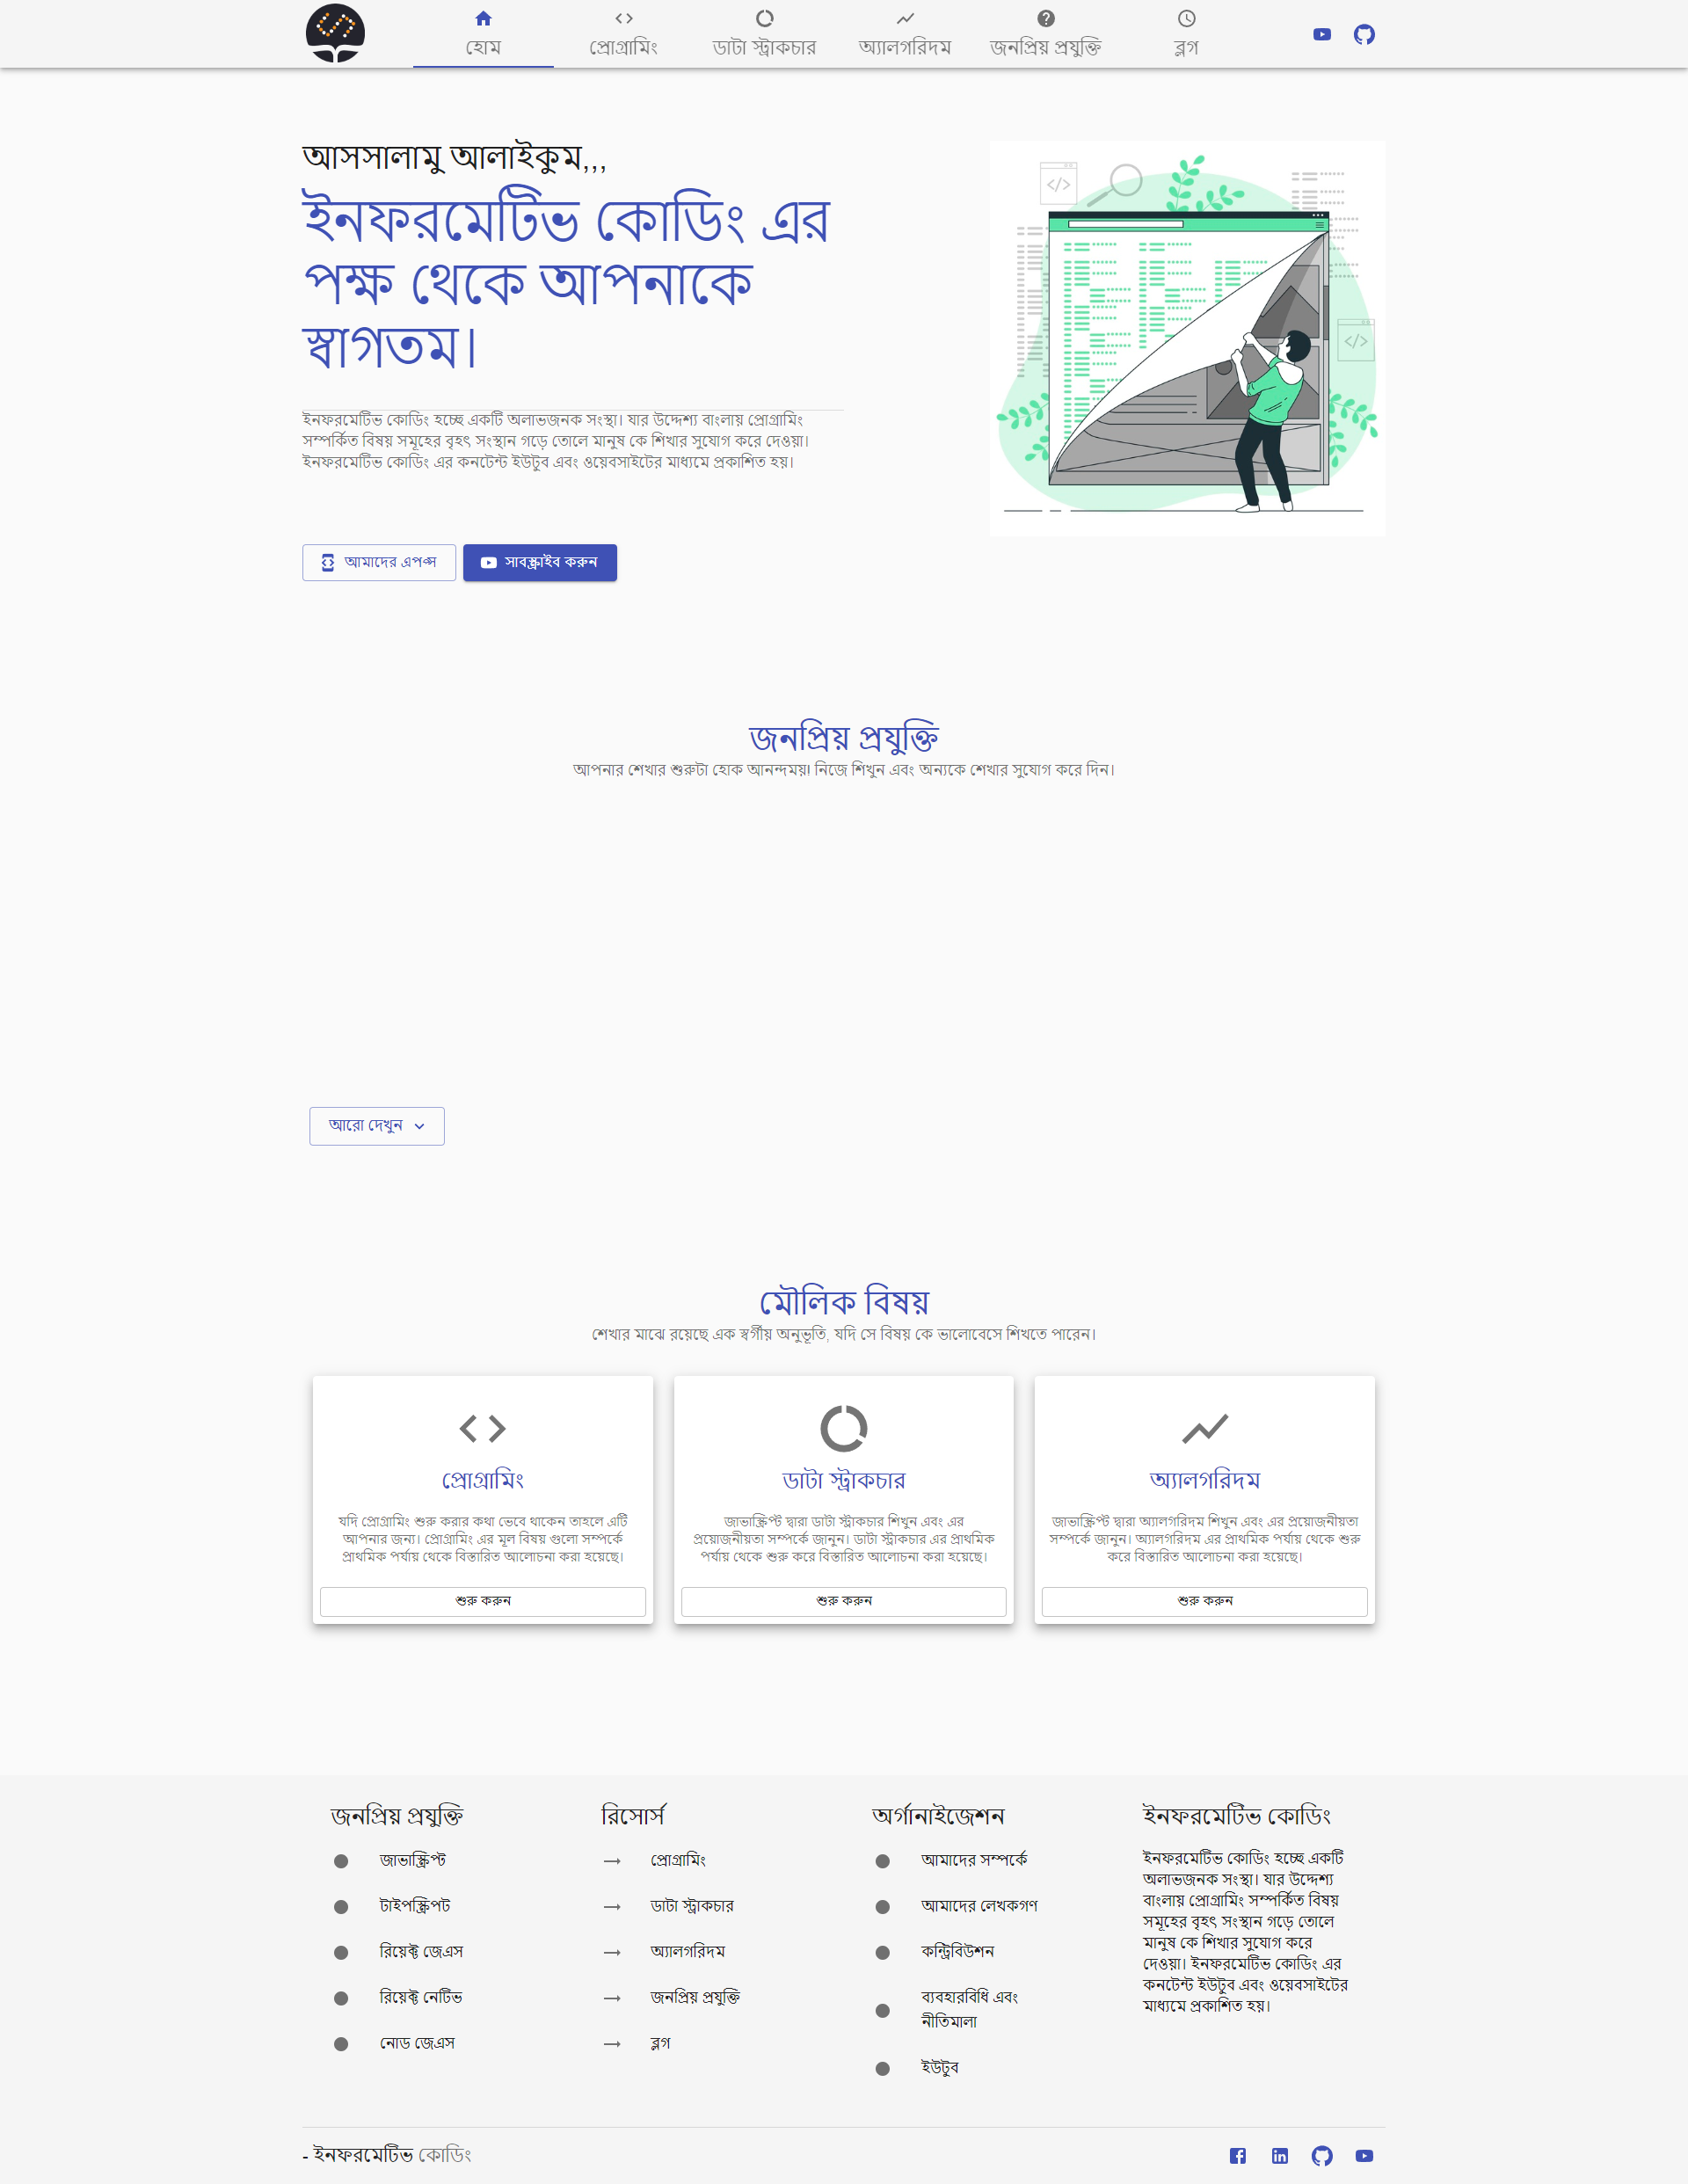 হোম
প্রোগ্রামিং
ডাটা স্ট্রাকচার
অ্যালগরিদম
জনপ্রিয় প্রযুক্তি
ব্লগ
আসসালামু আলাইকুম,,,
ইনফরমেটিভ কোডিং এর
পক্ষ থেকে আপনাকে
স্বাগতম।
ইনফরমেটিভ কোডিং হচ্ছে একটি অলাভজনক সংস্থা। যার উদ্দেশ্য বাংলায় প্রোগ্রামিং
সম্পর্কিত বিষয় সমূহের বৃহৎ সংস্থান গড়ে তোলে মানুষ কে শিখার সুযোগ করে দেওয়া।
ইনফরমেটিভ কোডিং এর কনটেন্ট ইউটুব এবং ওয়েবসাইটের মাধ্যমে প্রকাশিত হয়।
আমাদের এপপ্স
সাবস্ক্রাইব করুন
জনপ্রিয় প্রযুক্তি
আপনার শেখার শুরুটা হোক আনন্দময়। নিজে শিখুন এবং অন্যকে শেখার সুযোগ করে দিন।
আরো দেখুন
মৌলিক বিষয়
শেখার মাঝে রয়েছে এক স্বর্গীয় অনুভূতি, যদি সে বিষয় কে ভালোবেসে শিখতে পারেন।
প্রোগ্রামিং
যদি প্রোগ্রামিং শুরু করার কথা ভেবে থাকেন তাহলে এটি
আপনার জন্য। প্রোগ্রামিং এর মূল বিষয় গুলো সম্পর্কে
প্রাথমিক পর্যায় থেকে বিস্তারিত আলোচনা করা হয়েছে।
শুরু করুন
ডাটা স্ট্রাকচার
জাভাস্ক্রিপ্ট দ্বারা ডাটা স্ট্রাকচার শিখুন এবং এর
প্রয়োজনীয়তা সম্পর্কে জানুন। ডাটা স্ট্রাকচার এর প্রাথমিক
পর্যায় থেকে শুরু করে বিস্তারিত আলোচনা করা হয়েছে।
শুরু করুন
অ্যালগরিদম
জাভাস্ক্রিপ্ট দ্বারা অ্যালগরিদম শিখুন এবং এর প্রয়োজনীয়তা
সম্পর্কে জানুন। অ্যালগরিদম এর প্রাথমিক পর্যায় থেকে শুরু
করে বিস্তারিত আলোচনা করা হয়েছে।
শুরু করুন
জনপ্রিয় প্রযুক্তি
জাভাস্ক্রিপ্ট
টাইপস্ক্রিপট
রিয়েক্ট জেএস
রিয়েক্ট নেটিভ
নোড জেএস
রিসোর্স
প্রোগ্রামিং
ডাটা স্ট্রাকচার
অ্যালগরিদম
জনপ্রিয় প্রযুক্তি
ব্লগ
অর্গানাইজেশন
আমাদের সম্পর্কে
আমাদের লেখকগণ
কন্ট্রিবিউশন
ব্যবহারবিধি এবং
নীতিমালা
ইউটুব
ইনফরমেটিভ কোডিং
ইনফরমেটিভ কোডিং হচ্ছে একটি
অলাভজনক সংস্থা। যার উদ্দেশ্য
বাংলায় প্রোগ্রামিং সম্পর্কিত বিষয়
সমূহের বৃহৎ সংস্থান গড়ে তোলে
মানুষ কে শিখার সুযোগ করে
দেওয়া। ইনফরমেটিভ কোডিং এর
কনটেন্ট ইউটুব এবং ওয়েবসাইটের
মাধ্যমে প্রকাশিত হয়।
- ইনফরমেটিভ কোডিং